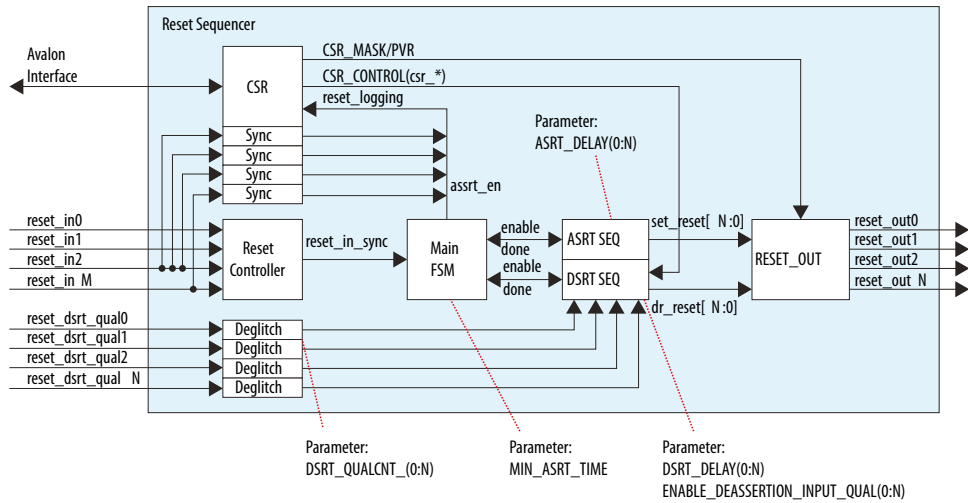 Reset Sequencer
Avalon
Interface
CSR
CSR_MASK/PVR
CSR_CONTROL(csr_*)
reset_logging
Sync
Sync
Sync
Sync
Parameter:
ASRT_DELAY(0:N)
assrt_en
reset_in0
reset_in1
reset_in2
reset_in M
Reset
Controller
reset_in_sync
Main
FSM
enable
done
enable
done
ASRT SEQ
DSRT SEQ
set_reset[ N:0]
dr_reset[ N:0]
RESET_OUT
reset_out0
reset_out1
reset_out2
reset_out N
reset_dsrt_qual0
reset_dsrt_qual1
reset_dsrt_qual2
reset_dsrt_qual N
Deglitch
Deglitch
Deglitch
Deglitch
Parameter:
DSRT_QUALCNT_(0:N)
Parameter:
MIN_ASRT_TIME
Parameter:
DSRT_DELAY(0:N)
ENABLE_DEASSERTION_INPUT_QUAL(0:N)